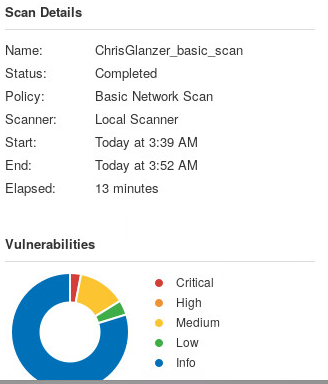 Scan Details
Name: ChrisGlanzer_basic_scan
Status: Completed
Policy: Basic Network Scan
Scanner: Local Scanner
Start: Today at 3:39 AM
End: Today at 3:52 AM
Elapsed: 13 minutes
Vulnerabilities
Critical
High
Medium
Low
Info